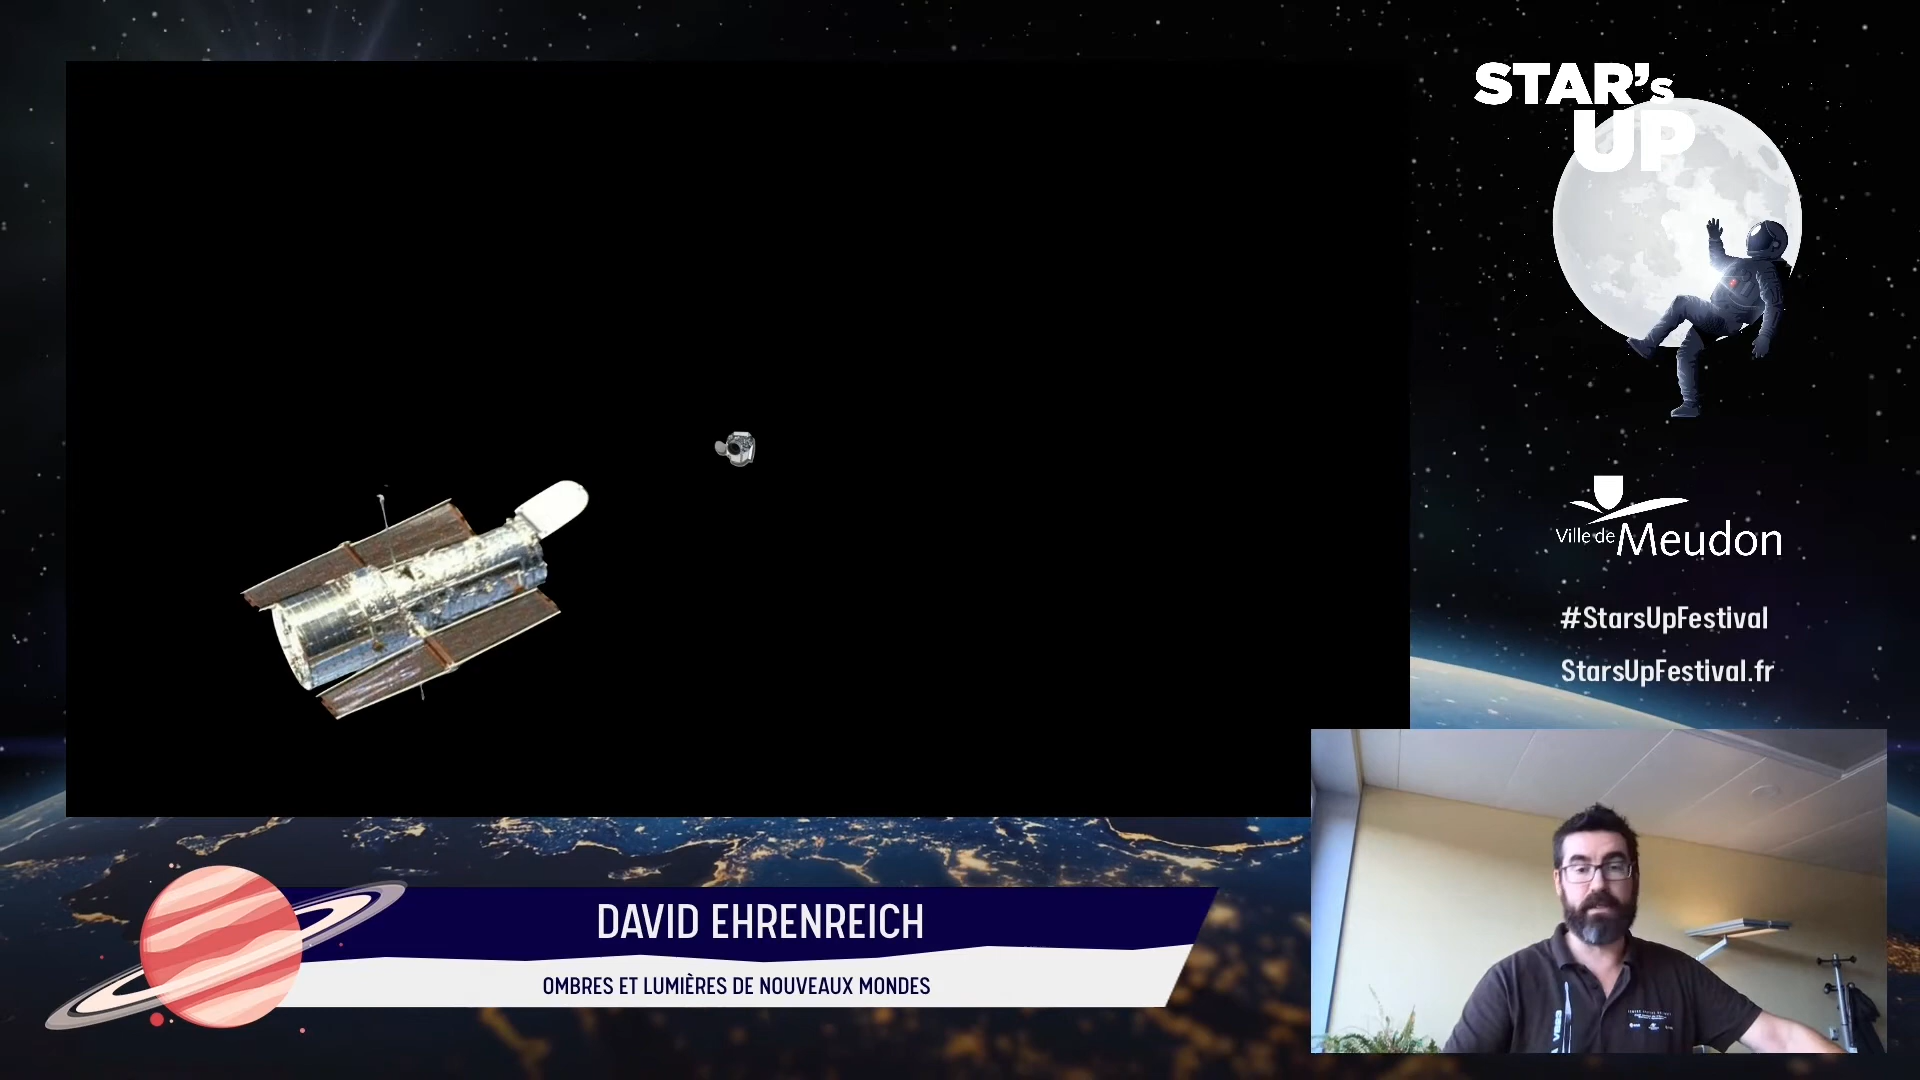 STAR's
UP
Ville de Meudon
#StarsUpFestival
StarsUpFestival.fr
DAVID EHRENREICH
OMBRES ET LUMIÈRES DE NOUVEAUX MONDES